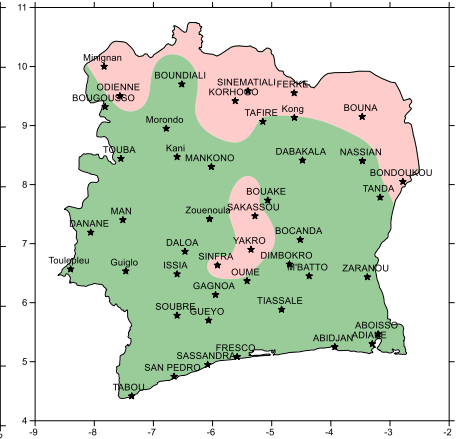 11
10
9
8
7
6
5
4
-9 -8 -7 -6 -5 -4 -3 -2
Minignan
ODIENNE
BOUGOUSSO
BOUNDIALI
SINEMATIALI
FERKE
KORHOGO
TAFIRE
Kong
BOUNA
Morondo
TOUBA
Kani
MANKONO
DABAKALA
NASSIAN
BONDOUKOU
TANDA
BOUAKE
MAN
Zouenoula
SAKASSOU
DANANE
BOCANDA
DALOA
YAKRO
Toulepleu
Guiglo
ISSIA
SINFRA
DIMBOKRO
M'BATTO
ZARANOU
OUME
GAGNOA
TIASSALE
SOUBRE
GUEYO
ABOISSO
ADIAKE
ABIDJAN
FRESCO
SASSANDRA
SAN PEDRO
TABOU